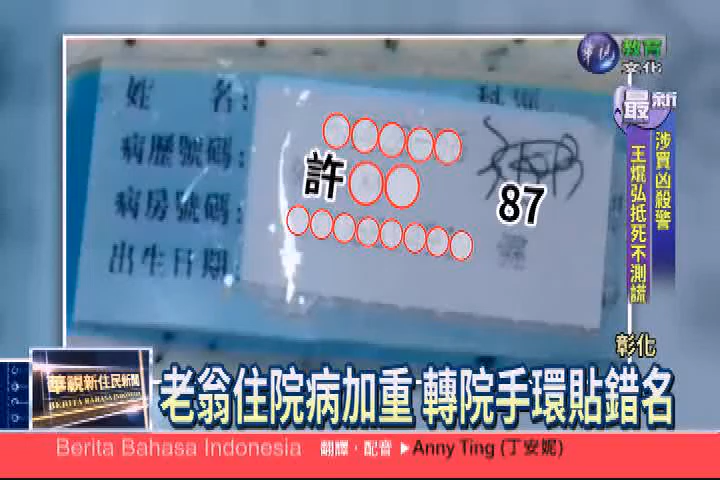 華視
教育
文化
最新
涉買凶殺警
王焜弘抵死不測謊
姓 名:
病歷號碼:
病房號碼:
出生日期:
許
87
彰化
老翁住院病加重 轉院手環貼錯名
華視新住民新聞
BERITA BAHASA INDONESIA
Berita Bahasa Indonesia 翻譯・配音 ▶Anny Ting (丁安妮)